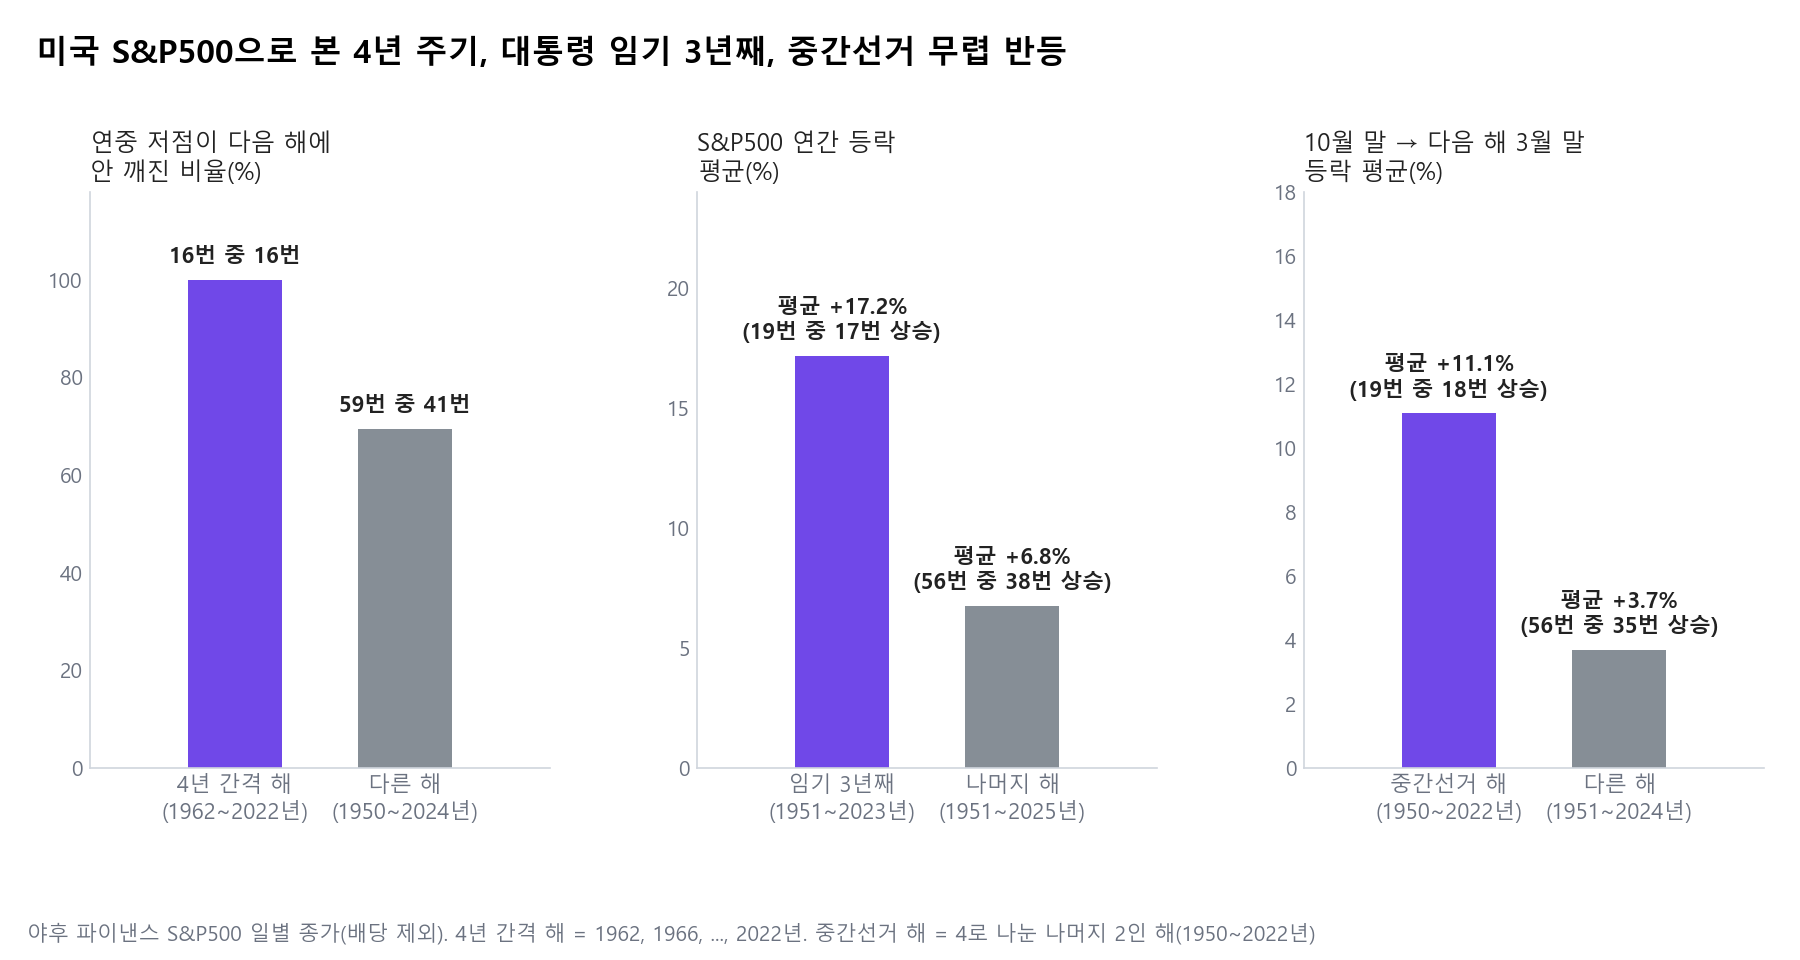 미국 S&P500으로 본 4년 주기, 대통령 임기 3년째, 중간선거 무렵 반등
연중 저점이 다음 해에
안 깨진 비율(%)
100
80
60
40
20
0
16번 중 16번
59번 중 41번
4년 간격 해
(1962~2022년)
다른 해
(1950~2024년)
S&P500 연간 등락
평균(%)
20
15
10
5
0
평균 +17.2%
(19번 중 17번 상승)
평균 +6.8%
(56번 중 38번 상승)
임기 3년째
(1951~2023년)
나머지 해
(1951~2025년)
10월 말 → 다음 해 3월 말
등락 평균(%)
18
16
14
12
10
8
6
4
2
0
평균 +11.1%
(19번 중 18번 상승)
평균 +3.7%
(56번 중 35번 상승)
중간선거 해
(1950~2022년)
다른 해
(1951~2024년)
야후 파이낸스 S&P500 일별 종가(배당 제외). 4년 간격 해 = 1962, 1966, ..., 2022년. 중간선거 해 = 4로 나눈 나머지 2인 해(1950~2022년)